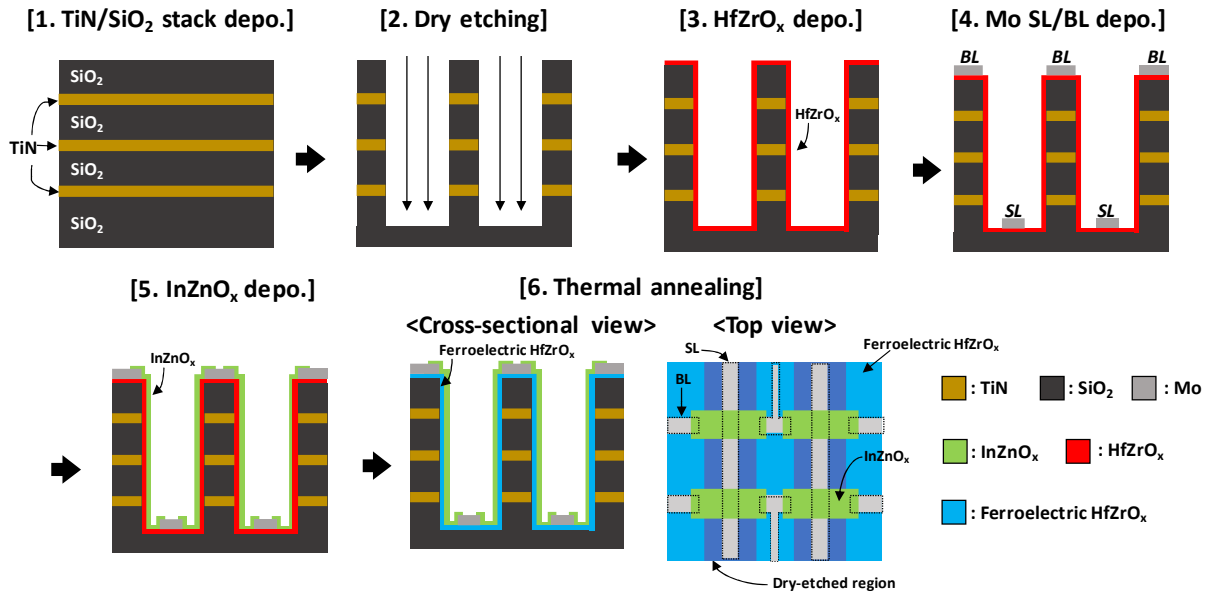 [1. TiN/SiO₂ stack depo.]
[2. Dry etching]
[3. HfZrOₓ depo.]
[4. Mo SL/BL depo.]
SiO₂
SiO₂
TiN
SiO₂
SiO₂
HfZrOₓ
BL
BL
BL
SL
SL
[5. InZnOₓ depo.]
[6. Thermal annealing]
<Cross-sectional view>
<Top view>
InZnOₓ
Ferroelectric HfZrOₓ
SL
BL
Ferroelectric HfZrOₓ
InZnOₓ
Dry-etched region
: TiN
: SiO₂
: Mo
: InZnOₓ
: HfZrOₓ
: Ferroelectric HfZrOₓ